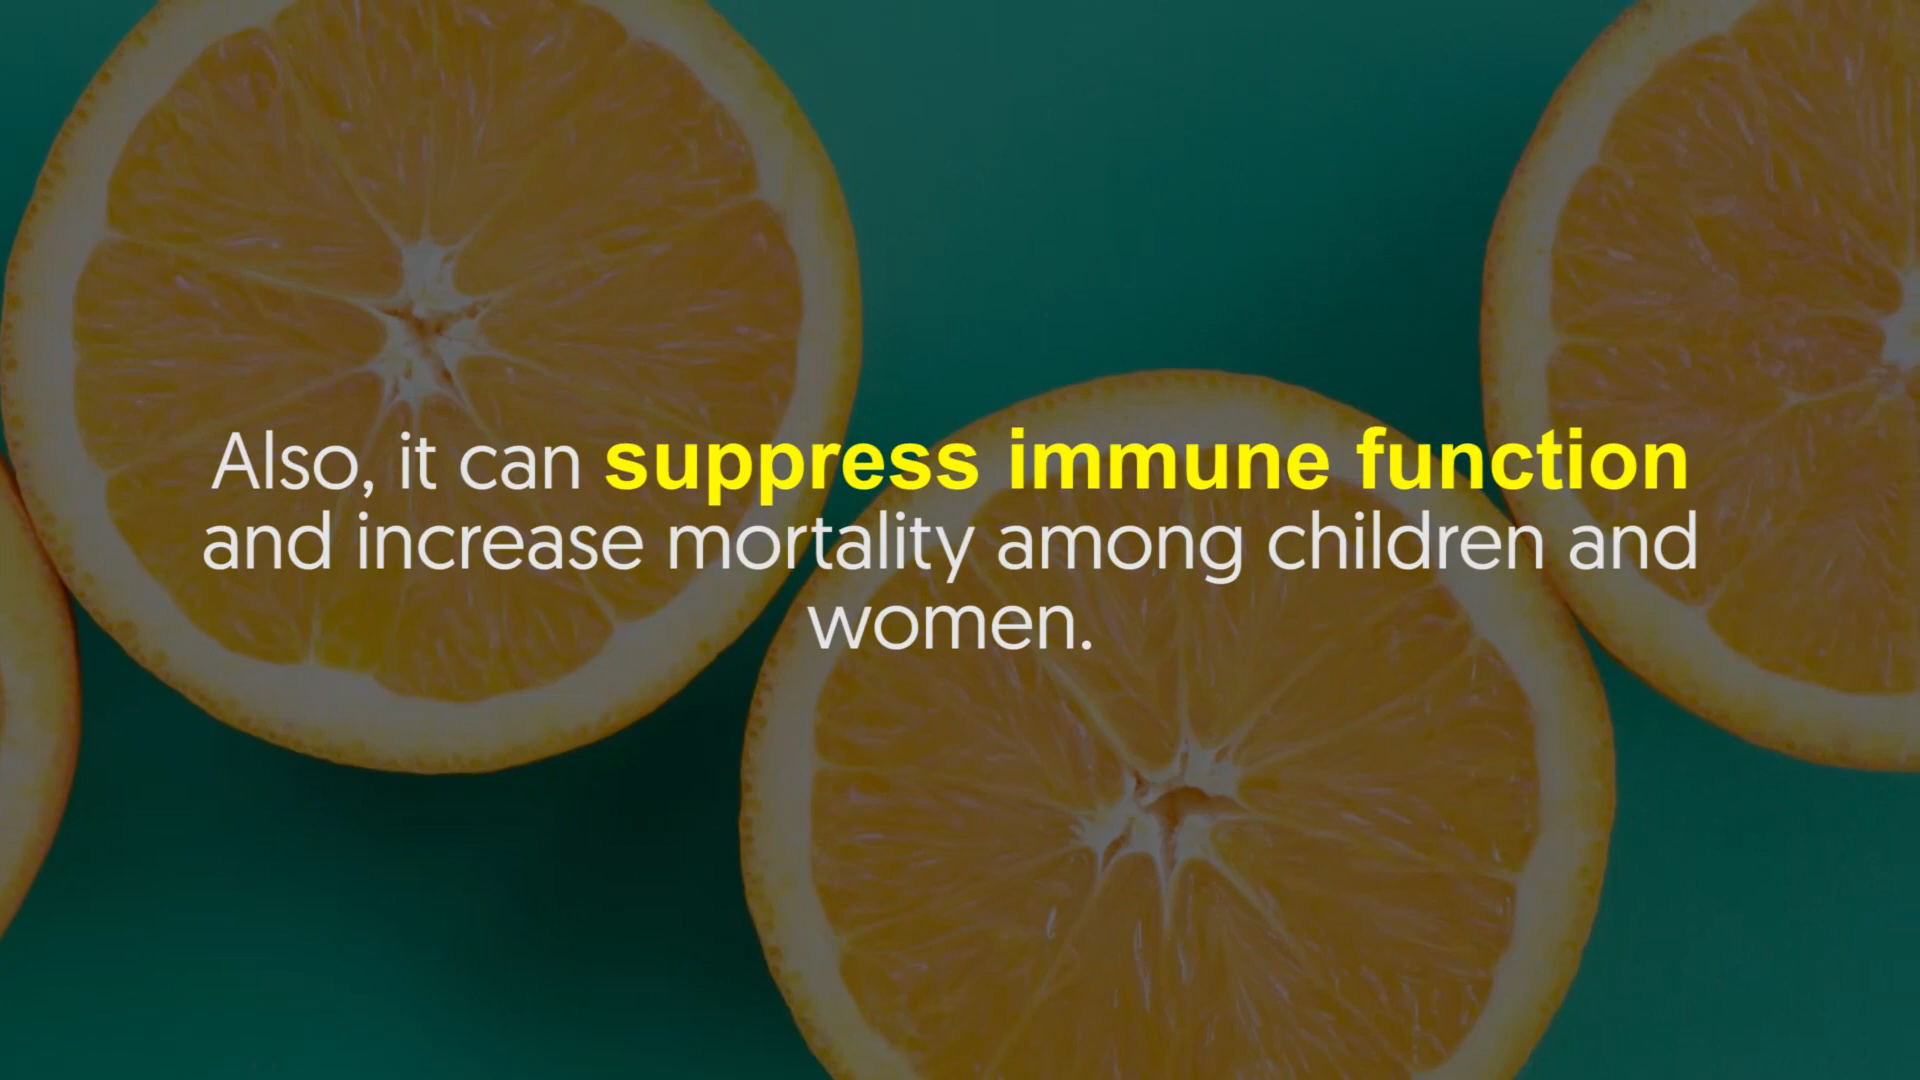 Also, it can suppress immune function
and increase mortality among children and
women.